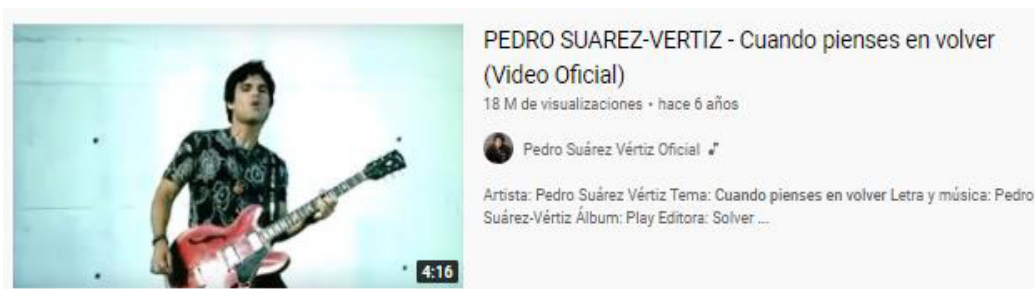 PEDRO SUAREZ-VERTIZ - Cuando pienses en volver
(Video Oficial)
18 M de visualizaciones • hace 6 años
Pedro Suárez Vértiz Oficial ♪
Artista: Pedro Suárez Vértiz Tema: Cuando pienses en volver Letra y música: Pedro
Suárez-Vértiz Álbum: Play Editora: Solver ...
4:16